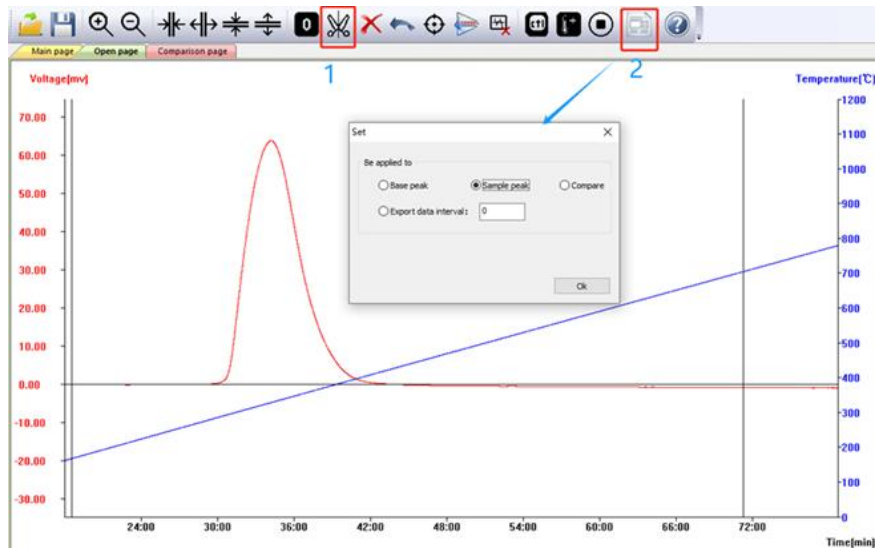 0
ctl
?
Main page
Open page
Comparison page
1
2
Voltage[mv]
Temperature(℃)
70.00
60.00
50.00
40.00
30.00
20.00
10.00
0.00
-10.00
-20.00
-30.00
Set
Be applied to
Base peak
Sample peak
Compare
Export data interval:
0
Ok
1200
1100
1000
900
800
700
600
500
400
300
200
100
0
24:00
30:00
36:00
42:00
48:00
54:00
60:00
66:00
72:00
Time[min]